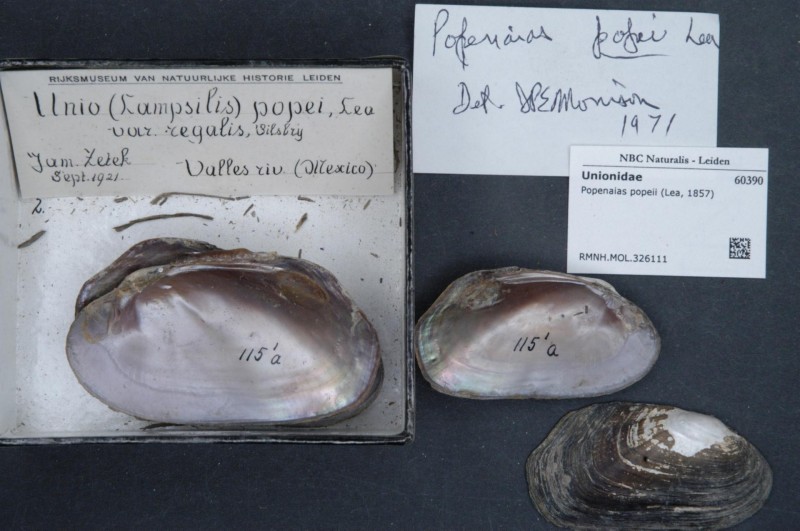 RIJKSMUSEUM VAN NATUURLIJKE HISTORIE LEIDEN
Unio (Lampsilis) popei, Lea
var. regalis, Pilsbry
Jam. Zetek
Sept. 1921.
Valles riv. (Mexico)
2.
115'a
Popenaias popei Lea
Det. JPE Morrison
1971
NBC Naturalis - Leiden
Unionidae
60390
Popenaias popeii (Lea, 1857)
RMNH.MOL.326111
115'a